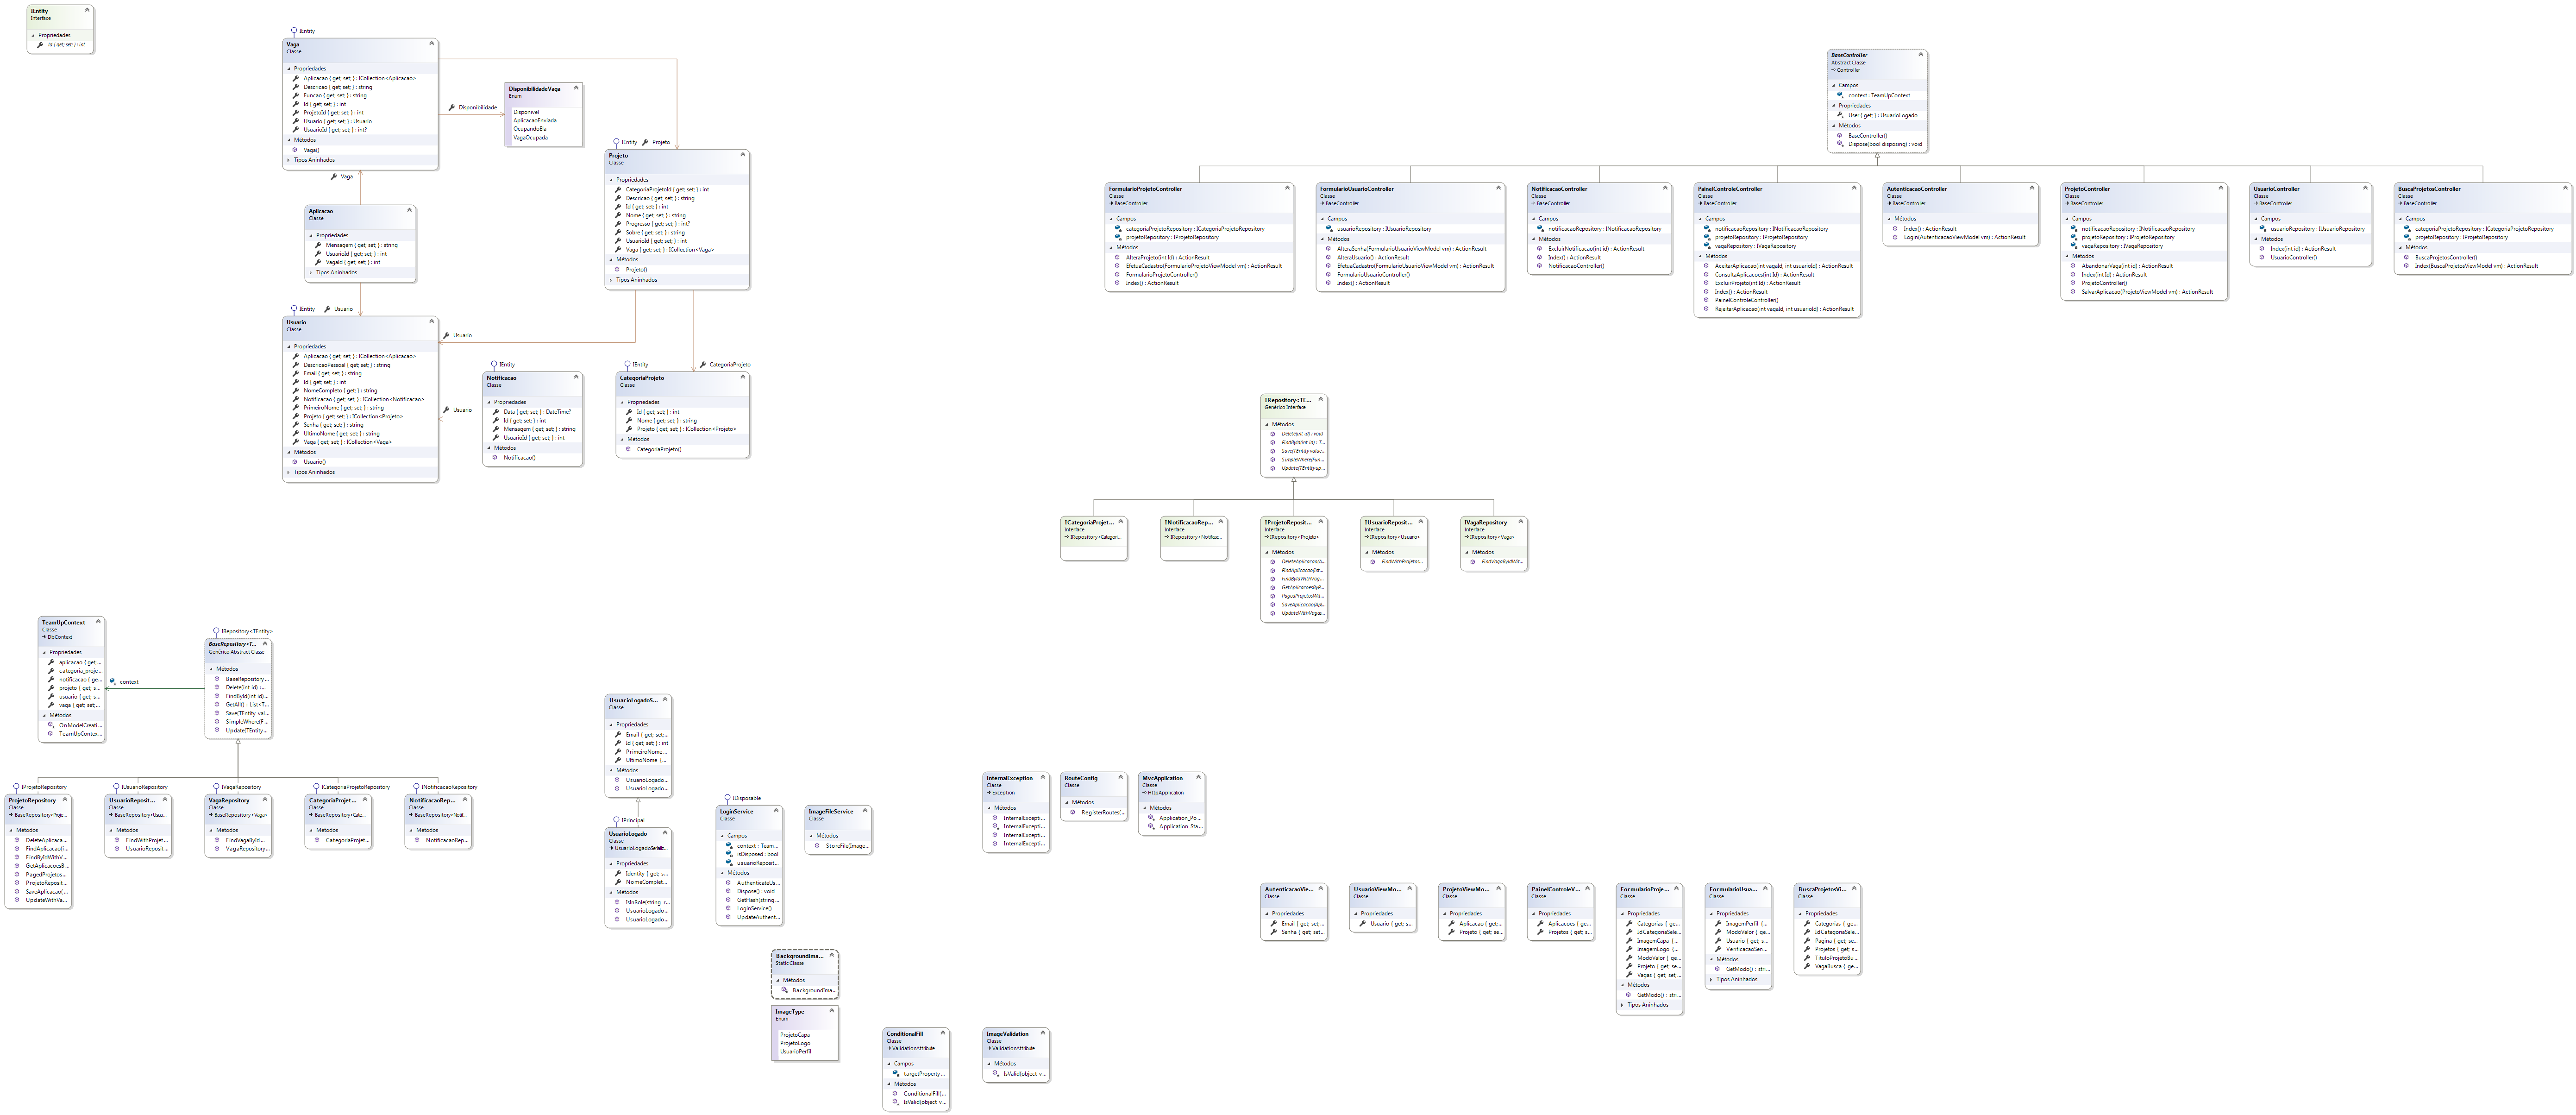 IEntity
Interface
Propriedades
Id { get; set; } : int
IEntity
Vaga
Classe
Propriedades
Aplicacao { get; set; } : ICollection<Aplicacao>
Descricao { get; set; } : string
Funcao { get; set; } : string
Id { get; set; } : int
ProjetoId { get; set; } : int
Usuario { get; set; } : Usuario
UsuarioId { get; set; } : int?
Métodos
Vaga()
Tipos Aninhados
Disponibilidade
DisponibilidadeVaga
Enum
Disponivel
AplicacaoEnviada
OcupandoEla
VagaOcupada
IEntity
Projeto
Projeto
Classe
Propriedades
CategoriaProjetoId { get; set; } : int
Descricao { get; set; } : string
Id { get; set; } : int
Nome { get; set; } : string
Progresso { get; set; } : int?
Sobre { get; set; } : string
UsuarioId { get; set; } : int
Vaga { get; set; } : ICollection<Vaga>
Métodos
Projeto()
Tipos Aninhados
Vaga
Aplicacao
Classe
Propriedades
Mensagem { get; set; } : string
UsuarioId { get; set; } : int
VagaId { get; set; } : int
Tipos Aninhados
IEntity
Usuario
Usuario
Classe
Propriedades
Aplicacao { get; set; } : ICollection<Aplicacao>
DescricaoPessoal { get; set; } : string
Email { get; set; } : string
Id { get; set; } : int
NomeCompleto { get; } : string
Notificacao { get; set; } : ICollection<Notificacao>
PrimeiroNome { get; set; } : string
Projeto { get; set; } : ICollection<Projeto>
Senha { get; set; } : string
UltimoNome { get; set; } : string
Vaga { get; set; } : ICollection<Vaga>
Métodos
Usuario()
Tipos Aninhados
Usuario
Usuario
IEntity
Notificacao
Classe
Propriedades
Data { get; set; } : DateTime?
Id { get; set; } : int
Mensagem { get; set; } : string
UsuarioId { get; set; } : int
Métodos
Notificacao()
IEntity
CategoriaProjeto
CategoriaProjeto
Classe
Propriedades
Id { get; set; } : int
Nome { get; set; } : string
Projeto { get; set; } : ICollection<Projeto>
Métodos
CategoriaProjeto()
BaseController
Abstract Classe
Controller
Campos
context : TeamUpContext
Propriedades
User { get; } : UsuarioLogado
Métodos
BaseController()
Dispose(bool disposing) : void
FormularioProjetoController
Classe
BaseController
Campos
categoriaProjetoRepository : ICategoriaProjetoRepository
projetoRepository : IProjetoRepository
Métodos
AlteraProjeto(int Id) : ActionResult
EfetuaCadastro(FormularioProjetoViewModel vm) : ActionResult
FormularioProjetoController()
Index() : ActionResult
FormularioUsuarioController
Classe
BaseController
Campos
usuarioRepository : IUsuarioRepository
Métodos
AlteraSenha(FormularioUsuarioViewModel vm) : ActionResult
AlteraUsuario() : ActionResult
EfetuaCadastro(FormularioUsuarioViewModel vm) : ActionResult
FormularioUsuarioController()
Index() : ActionResult
NotificacaoController
Classe
BaseController
Campos
notificacaoRepository : INotificacaoRepository
Métodos
ExcluirNotificacao(int id) : ActionResult
Index() : ActionResult
NotificacaoController()
PainelControleController
Classe
BaseController
Campos
notificacaoRepository : INotificacaoRepository
projetoRepository : IProjetoRepository
vagaRepository : IVagaRepository
Métodos
AceitarAplicacao(int vagaId, int usuarioId) : ActionResult
ConsultaAplicacoes(int Id) : ActionResult
ExcluirProjeto(int Id) : ActionResult
Index() : ActionResult
PainelControleController()
RejeitarAplicacao(int vagaId, int usuarioId) : ActionResult
AutenticacaoController
Classe
BaseController
Métodos
Index() : ActionResult
Login(AutenticacaoViewModel vm) : ActionResult
ProjetoController
Classe
BaseController
Campos
notificacaoRepository : INotificacaoRepository
projetoRepository : IProjetoRepository
vagaRepository : IVagaRepository
Métodos
AbandonarVaga(int id) : ActionResult
Index(int Id) : ActionResult
ProjetoController()
SalvarAplicacao(ProjetoViewModel vm) : ActionResult
UsuarioController
Classe
BaseController
Campos
usuarioRepository : IUsuarioRepository
Métodos
Index(int id) : ActionResult
UsuarioController()
BuscaProjetosController
Classe
BaseController
Campos
categoriaProjetoRepository : ICategoriaProjetoRepository
projetoRepository : IProjetoRepository
Métodos
BuscaProjetosController()
Index(BuscaProjetosViewModel vm) : ActionResult
IRepository<TE...
Genérico Interface
Métodos
Delete(int id) : void
FindById(int id) : T...
Save(TEntity value...
SimpleWhere(Fun...
Update(TEntity up...
ICategoriaProjet...
Interface
IRepository<Categori...
INotificacaoRep...
Interface
IRepository<Notificac...
IProjetoReposit...
Interface
IRepository<Projeto>
Métodos
DeleteAplicacao(A...
FindAplicacao(int...
FindByIdWithVag...
GetAplicacoesByP...
PagedProjetosWit...
SaveAplicacao(Apl...
UpdateWithVagas...
IUsuarioReposit...
Interface
IRepository<Usuario>
Métodos
FindWithProjetos...
IVagaRepository
Interface
IRepository<Vaga>
Métodos
FindVagaByIdWit...
TeamUpContext
Classe
DbContext
Propriedades
aplicacao { get;...
categoria_proje...
notificacao { ge...
projeto { get; s...
usuario { get; s...
vaga { get; set;...
Métodos
OnModelCreati...
TeamUpContex...
context
IRepository<TEntity>
BaseRepository<T...
Genérico Abstract Classe
Métodos
BaseRepository...
Delete(int id) :...
FindById(int id)...
GetAll() : List<T...
Save(TEntity val...
SimpleWhere(F...
Update(TEntity...
IProjetoRepository
ProjetoRepository
Classe
BaseRepository<Proje...
Métodos
DeleteAplicaca...
FindAplicacao(i...
FindByIdWithV...
GetAplicacoesB...
PagedProjetos...
ProjetoReposit...
SaveAplicacao(...
UpdateWithVa...
IUsuarioRepository
UsuarioReposit...
Classe
BaseRepository<Usua...
Métodos
FindWithProjet...
UsuarioReposit...
IVagaRepository
VagaRepository
Classe
BaseRepository<Vaga>
Métodos
FindVagaById...
VagaRepository...
ICategoriaProjetoRepository
CategoriaProjet...
Classe
BaseRepository<Cate...
Métodos
CategoriaProjet...
INotificacaoRepository
NotificacaoRep...
Classe
BaseRepository<Notif...
Métodos
NotificacaoRep...
UsuarioLogadoS...
Classe
Propriedades
Email { get; set;...
Id { get; set; } : int
PrimeiroNome...
UltimoNome {...
Métodos
UsuarioLogado...
UsuarioLogado...
IPrincipal
UsuarioLogado
Classe
UsuarioLogadoSerializ...
Propriedades
Identity { get; s...
NomeComplet...
Métodos
IsInRole(string r...
UsuarioLogado...
UsuarioLogado...
IDisposable
LoginService
Classe
Campos
context : Team...
isDisposed : bool
usuarioReposit...
Métodos
AuthenticateUs...
Dispose() : void
GetHash(string...
LoginService()
UpdateAuthent...
ImageFileService
Classe
Métodos
StoreFile(Image...
BackgroundIma...
Static Classe
Métodos
BackgroundIma...
ImageType
Enum
ProjetoCapa
ProjetoLogo
UsuarioPerfil
InternalException
Classe
Exception
Métodos
InternalExcepti...
InternalExcepti...
InternalExcepti...
InternalExcepti...
RouteConfig
Classe
Métodos
RegisterRoutes(...
MvcApplication
Classe
HttpApplication
Métodos
Application_Po...
Application_Sta...
ConditionalFill
Classe
ValidationAttribute
Campos
targetProperty...
Métodos
ConditionalFill(...
IsValid(object v...
ImageValidation
Classe
ValidationAttribute
Métodos
IsValid(object v...
AutenticacaoVie...
Classe
Propriedades
Email { get; set;...
Senha { get; set...
UsuarioViewMo...
Classe
Propriedades
Usuario { get; s...
ProjetoViewMo...
Classe
Propriedades
Aplicacao { get;...
Projeto { get; se...
PainelControleV...
Classe
Propriedades
Aplicacoes { ge...
Projetos { get; s...
FormularioProje...
Classe
Propriedades
Categorias { ge...
IdCategoriaSele...
ImagemCapa {...
ImagemLogo {...
ModoValor { ge...
Projeto { get; se...
Vagas { get; set;...
Métodos
GetModo() : stri...
Tipos Aninhados
FormularioUsua...
Classe
Propriedades
ImagemPerfil {...
ModoValor { ge...
Usuario { get; s...
VerificacaoSen...
Métodos
GetModo() : stri...
Tipos Aninhados
BuscaProjetosVi...
Classe
Propriedades
Categorias { ge...
IdCategoriaSele...
Pagina { get; se...
Projetos { get; s...
TituloProjetoBu...
VagaBusca { ge...